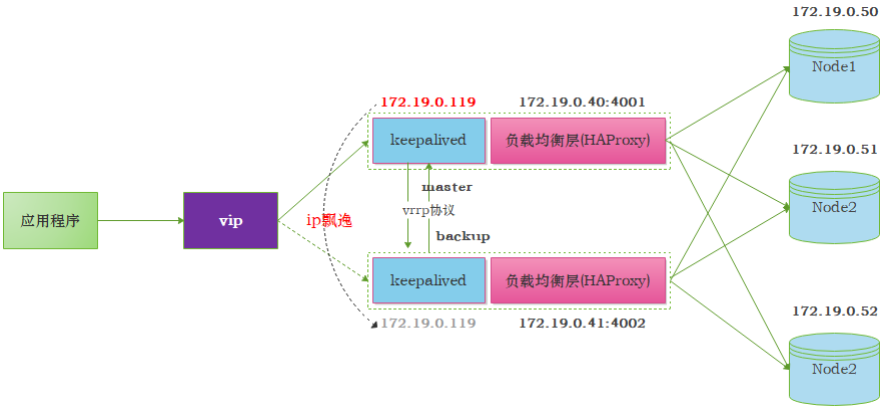 172.19.0.50
Node1
172.19.0.119
172.19.0.40:4001
keepalived
负载均衡层(HAProxy)
172.19.0.51
Node2
master
vrrp协议
backup
应用程序
vip
ip飘逸
keepalived
负载均衡层(HAProxy)
172.19.0.119
172.19.0.41:4002
172.19.0.52
Node2